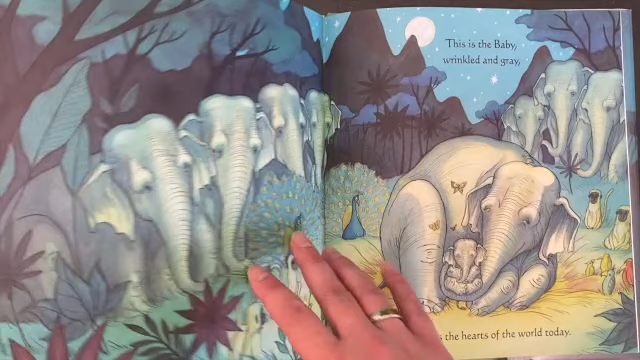 This is the Baby,
wrinkled and gray,
the hearts of the world today.